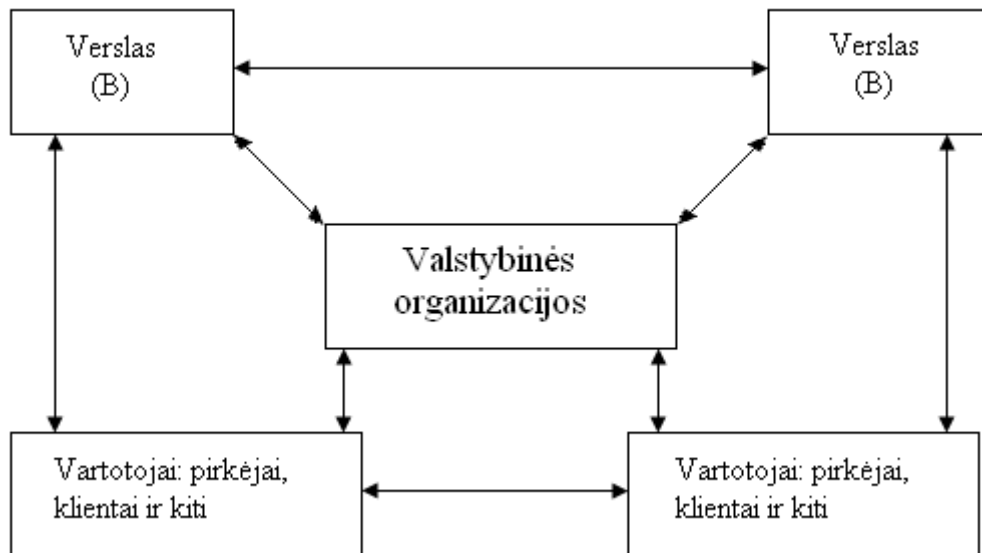 Verslas
(B)
Verslas
(B)
Valstybinės
organizacijos
Vartotojai: pirkėjai,
klientai ir kiti
Vartotojai: pirkėjai,
klientai ir kiti